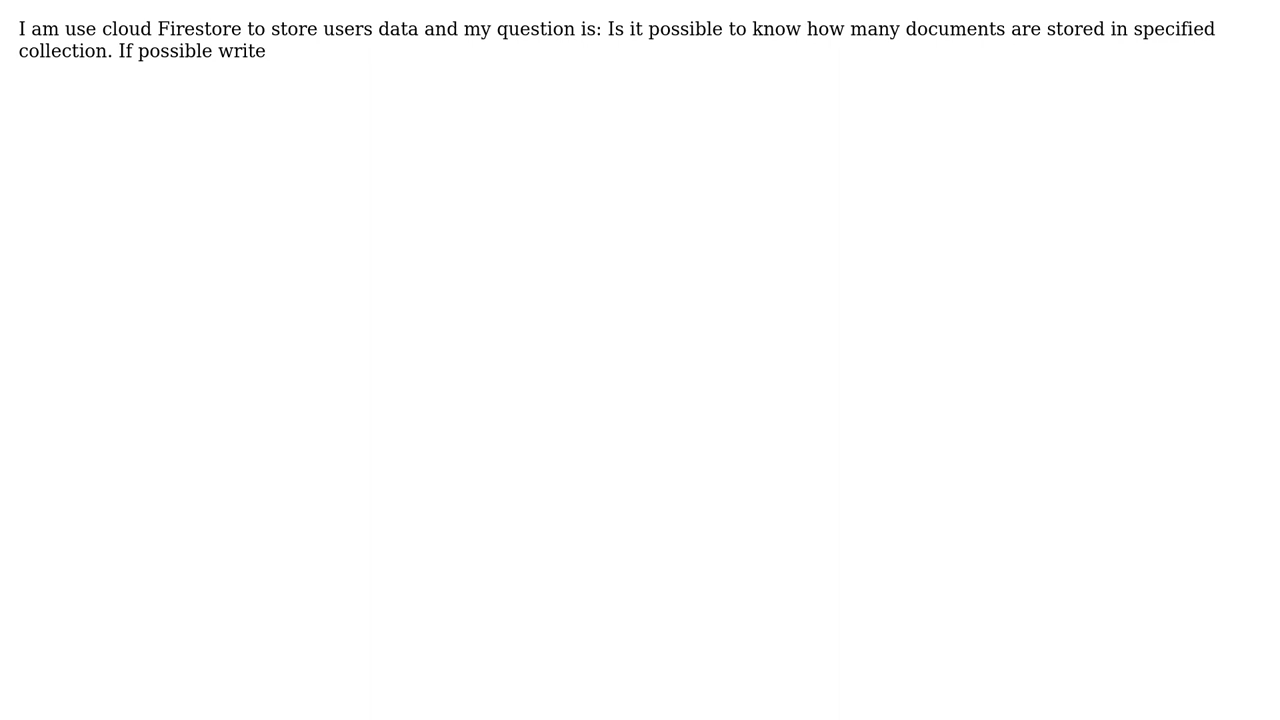 I am use cloud Firestore to store users data and my question is: Is it possible to know how many documents are stored in specified
collection. If possible write